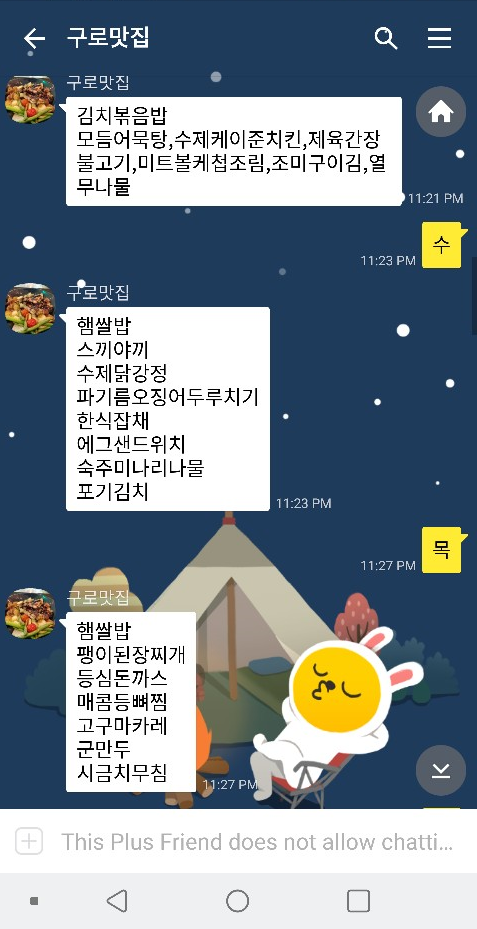 구로맛집
구로맛집
김치볶음밥
모듬어묵탕,수제케이준치킨,제육간장
불고기,미트볼케첩조림,조미구이김,열
무나물
11:21 PM
수
11:23 PM
구로맛집
햄쌀밥
스끼야끼
수제닭강정
파기름오징어두루치기
한식잡채
에그샌드위치
숙주미나리나물
포기김치
11:23 PM
목
11:27 PM
구로맛집
햄쌀밥
팽이된장찌개
등심돈까스
매콤등뼈찜
고구마카레
군만두
시금치무침
11:27 PM
This Plus Friend does not allow chatti...